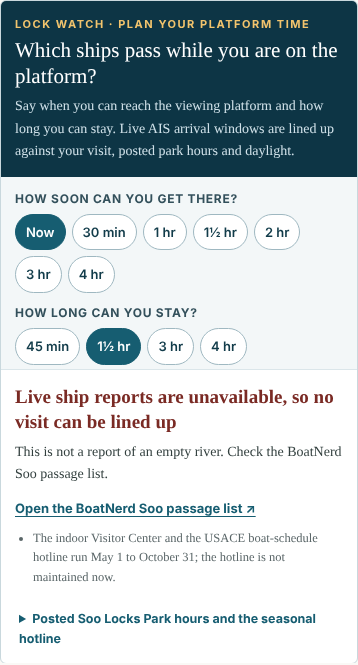 LOCK WATCH · PLAN YOUR PLATFORM TIME
Which ships pass while you are on the
platform?
Say when you can reach the viewing platform and how
long you can stay. Live AIS arrival windows are lined up
against your visit, posted park hours and daylight.
HOW SOON CAN YOU GET THERE?
Now 30 min 1 hr 1½ hr 2 hr
3 hr 4 hr
HOW LONG CAN YOU STAY?
45 min 1½ hr 3 hr 4 hr
Live ship reports are unavailable, so no
visit can be lined up
This is not a report of an empty river. Check the BoatNerd
Soo passage list.
Open the BoatNerd Soo passage list ↗
• The indoor Visitor Center and the USACE boat-schedule
hotline run May 1 to October 31; the hotline is not
maintained now.
▶ Posted Soo Locks Park hours and the seasonal
hotline